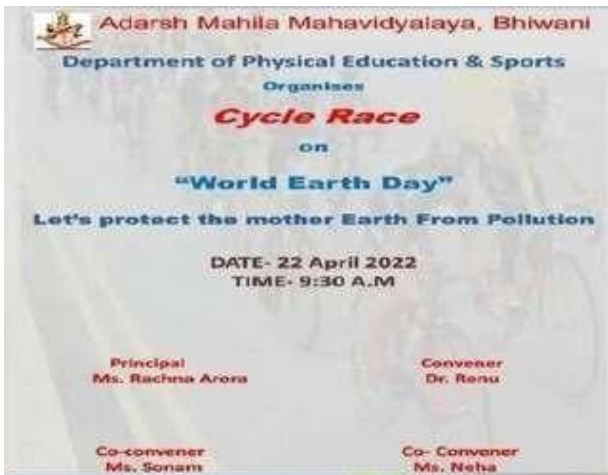 Adarsh Mahila Mahavidyalaya, Bhiwani
Department of Physical Education & Sports
Organises
Cycle Race
on
"World Earth Day"
Let's protect the mother Earth From Pollution
DATE- 22 April 2022
TIME- 9:30 A.M
Principal
Ms. Rachna Arora
Convener
Dr. Renu
Co-convener
Ms. Sonam
Co- Convener
Ms. Neha